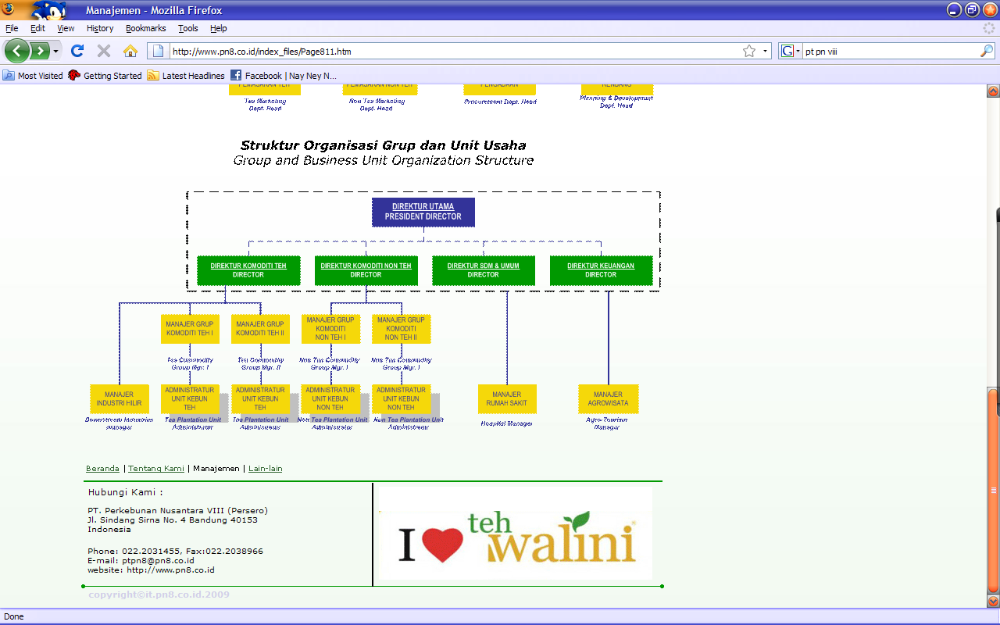 Manajemen - Mozilla Firefox
File Edit View History Bookmarks Tools Help
http://www.pn8.co.id/index_files/Page811.htm
G
pt pn viii
Most Visited Getting Started Latest Headlines Facebook | Nay Ney N...
PEMASARAN TEH PEMASARAN NON TEH PENGADAAN
Tea Marketing Dept. Head
Non Tea Marketing Dept. Head
Procurement Dept. Head
Planning & Development Dept. Head
Struktur Organisasi Grup dan Unit Usaha
Group and Business Unit Organization Structure
DIREKTUR UTAMA
PRESIDENT DIRECTOR
DIREKTUR KOMODITI TEH
DIRECTOR
DIREKTUR KOMODITI NON TEH
DIRECTOR
DIREKTUR SDM & UMUM
DIRECTOR
DIREKTUR KEUANGAN
DIRECTOR
MANAJER GRUP
KOMODITI TEH I
MANAJER GRUP
KOMODITI TEH II
MANAJER GRUP
KOMODITI
NON TEH I
MANAJER GRUP
KOMODITI
NON TEH II
Tea Commodity
Group Mgr. I
Tea Commodity
Group Mgr. II
Non Tea Commodity
Group Mgr. I
Non Tea Commodity
Group Mgr. I
MANAJER
INDUSTRI HILIR
ADMINISTRATUR
UNIT KEBUN
TEH
ADMINISTRATUR
UNIT KEBUN
TEH
ADMINISTRATUR
UNIT KEBUN
NON TEH
ADMINISTRATUR
UNIT KEBUN
NON TEH
MANAJER
RUMAH SAKIT
MANAJER
AGROWISATA
Downstream Industries
manager
Tea Plantation Unit
Administratur
Tea Plantation Unit
Administratur
Non Tea Plantation Unit
Administratur
Non Tea Plantation Unit
Administratur
Hospital Manager
Agro Tourism
Manager
Beranda | Tentang Kami | Manajemen | Lain-lain
Hubungi Kami :
PT. Perkebunan Nusantara VIII (Persero)
Jl. Sindang Sirna No. 4 Bandung 40153
Indonesia
Phone: 022.2031455, Fax:022.2038966
E-mail: ptpn8@pn8.co.id
website: http://www.pn8.co.id
I teh walini
copyright©it.pn8.co.id.2009
Done